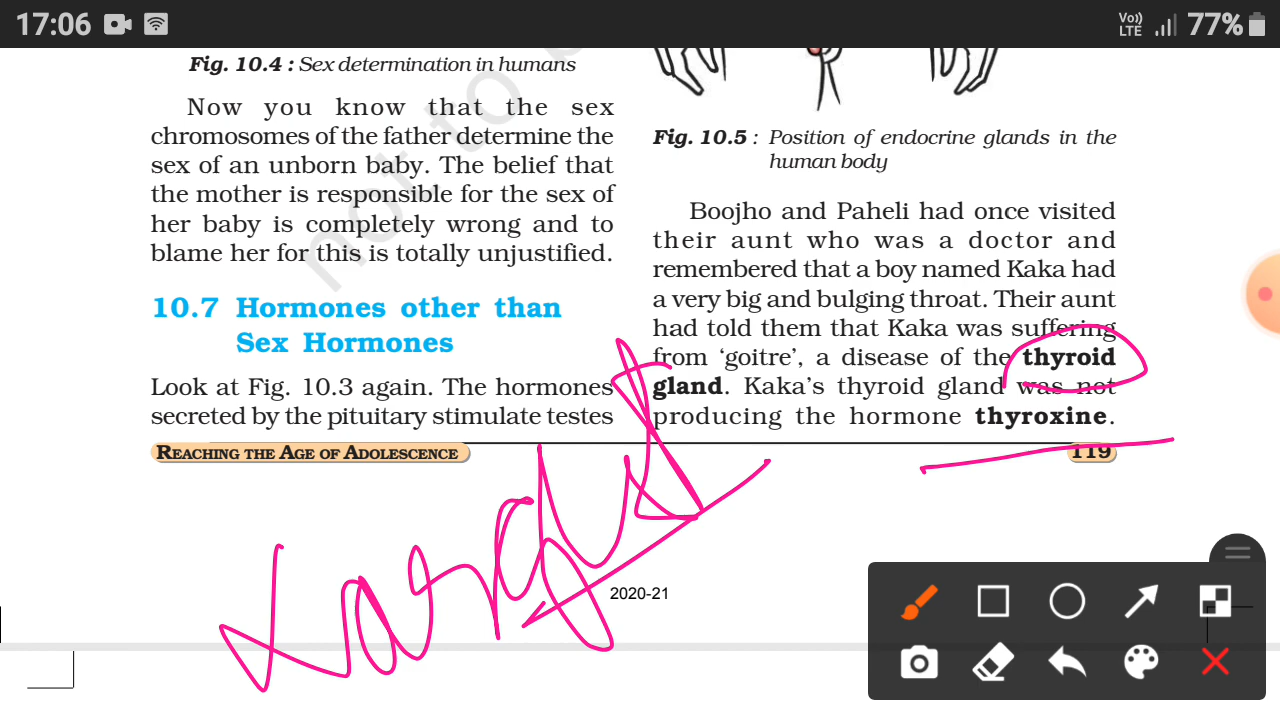 17:06 Vo)) LTE 77%
Fig. 10.4 : Sex determination in humans
Now you know that the sex
chromosomes of the father determine the
sex of an unborn baby. The belief that
the mother is responsible for the sex of
her baby is completely wrong and to
blame her for this is totally unjustified.
10.7 Hormones other than
Sex Hormones
Look at Fig. 10.3 again. The hormones
secreted by the pituitary stimulate testes
Fig. 10.5 : Position of endocrine glands in the
human body
Boojho and Paheli had once visited
their aunt who was a doctor and
remembered that a boy named Kaka had
a very big and bulging throat. Their aunt
had told them that Kaka was suffering
from ‘goitre’, a disease of the thyroid
gland. Kaka’s thyroid gland was not
producing the hormone thyroxine.
REACHING THE AGE OF ADOLESCENCE
119
2020-21
not to b